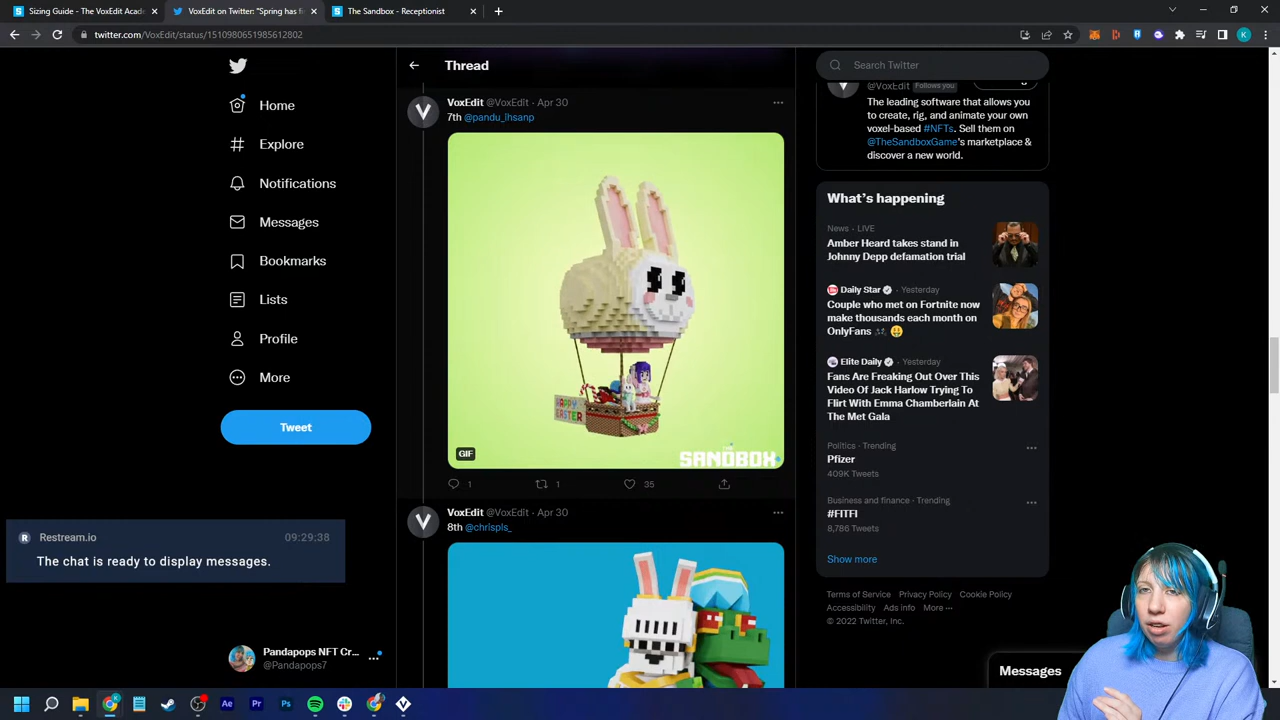 Sizing Guide - The VoxEdit Acade
VoxEdit on Twitter: "Spring has fi
The Sandbox - Receptionist
twitter.com/VoxEdit/status/1510980651985612802
Home
Explore
Notifications
Messages
Bookmarks
Lists
Profile
More
Tweet
Restream.io 09:29:38
The chat is ready to display messages.
Pandapops NFT Cr...
@Pandapops7
Thread
VoxEdit @VoxEdit · Apr 30
7th @pandu_lhsanp
HAPPY
EASTER
GIF
THE
SANDBOX
1 1 35
VoxEdit @VoxEdit · Apr 30
8th @chrispls_
Search Twitter
@VoxEdit Follows you
The leading software that allows you
to create, rig, and animate your own
voxel-based #NFTs. Sell them on
@TheSandboxGame's marketplace &
discover a new world.
What's happening
News · LIVE
Amber Heard takes stand in
Johnny Depp defamation trial
Daily Star · Yesterday
Couple who met on Fortnite now
make thousands each month on
OnlyFans
Elite Daily · Yesterday
Fans Are Freaking Out Over This
Video Of Jack Harlow Trying To
Flirt With Emma Chamberlain At
The Met Gala
Politics · Trending
Pfizer
409K Tweets
Business and finance · Trending
#FITFI
8,786 Tweets
Show more
Terms of Service Privacy Policy Cookie Policy
Accessibility Ads info More ···
© 2022 Twitter, Inc.
Messages